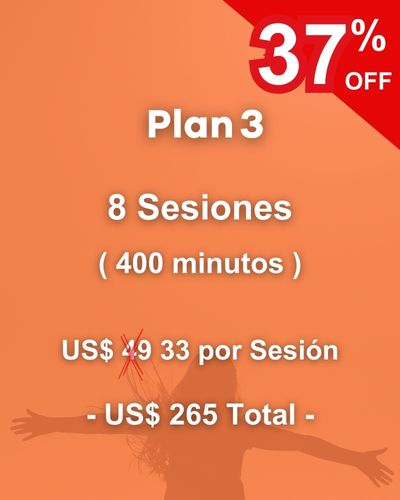 37%
OFF
Plan 3
8 Sesiones
( 400 minutos )
US$ 49 33 por Sesión
- US$ 265 Total -